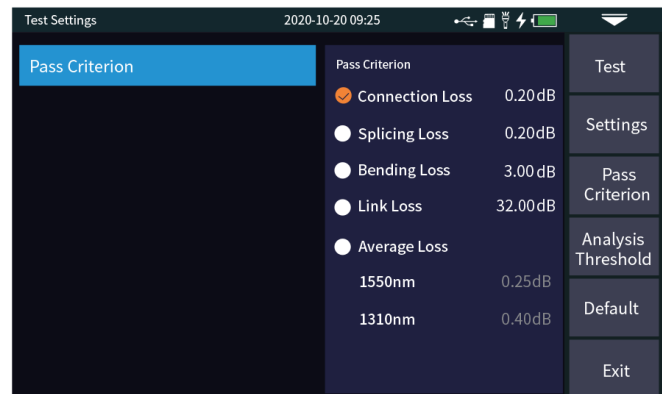 Test Settings 2020-10-20 09:25
Pass Criterion
Pass Criterion
Connection Loss 0.20dB
Splicing Loss 0.20dB
Bending Loss 3.00 dB
Link Loss 32.00dB
Average Loss
1550nm 0.25dB
1310nm 0.40dB
Test
Settings
Pass
Criterion
Analysis
Threshold
Default
Exit